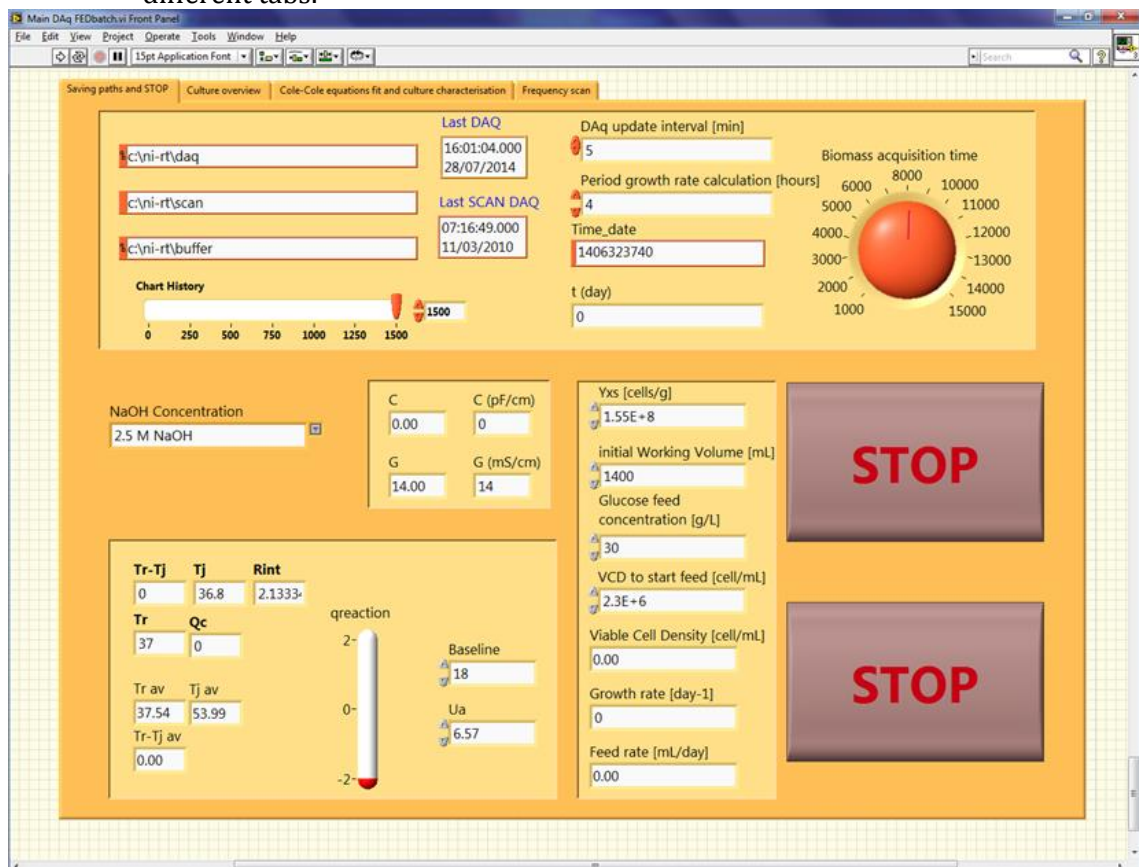 different tabs.
Main DAq FEDbatch.vi Front Panel
File Edit View Project Operate Tools Window Help
15pt Application Font
Search
Saving paths and STOP Culture overview Cole-Cole equations fit and culture characterisation Frequency scan
c:\ni-rt\daq
c:\ni-rt\scan
c:\ni-rt\buffer
Last DAQ
16:01:04.000
28/07/2014
Last SCAN DAQ
07:16:49.000
11/03/2010
DAq update interval [min]
5
Period growth rate calculation [hours]
4
Time_date
1406323740
t (day)
0
Biomass acquisition time
1000 2000 3000 4000 5000 6000 8000 10000 11000 12000 13000 14000 15000
Chart History
1500
0 250 500 750 1000 1250 1500
NaOH Concentration
2.5 M NaOH
C C (pF/cm)
0.00 0
G G (mS/cm)
14.00 14
Yxs [cells/g]
1.55E+8
initial Working Volume [mL]
1400
Glucose feed
concentration [g/L]
30
VCD to start feed [cell/mL]
2.3E+6
Viable Cell Density [cell/mL]
0.00
Growth rate [day-1]
0
Feed rate [mL/day]
0.00
STOP
STOP
Tr-Tj Tj Rint
0 36.8 2.1333
Tr Qc
37 0
Tr av Tj av
37.54 53.99
Tr-Tj av
0.00
qreaction
2
0
-2
Baseline
18
Ua
6.57